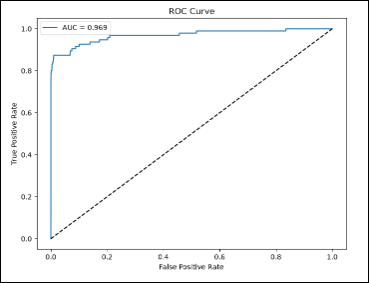 ROC Curve
AUC = 0.969
True Positive Rate
1.0
0.8
0.6
0.4
0.2
0.0
0.0 0.2 0.4 0.6 0.8 1.0
False Positive Rate